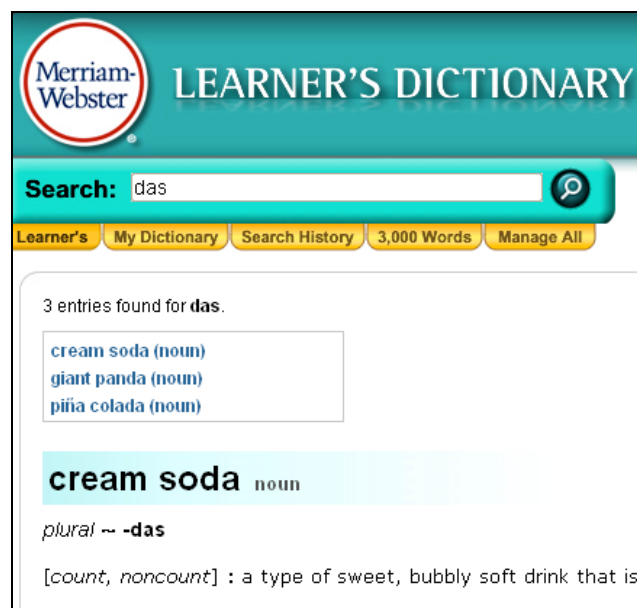 Merriam-
Webster
®
LEARNER'S DICTIONARY
Search: das
Learner's My Dictionary Search History 3,000 Words Manage All
3 entries found for das.
cream soda (noun)
giant panda (noun)
piña colada (noun)
cream soda noun
plural ~ -das
[count, noncount] : a type of sweet, bubbly soft drink that is